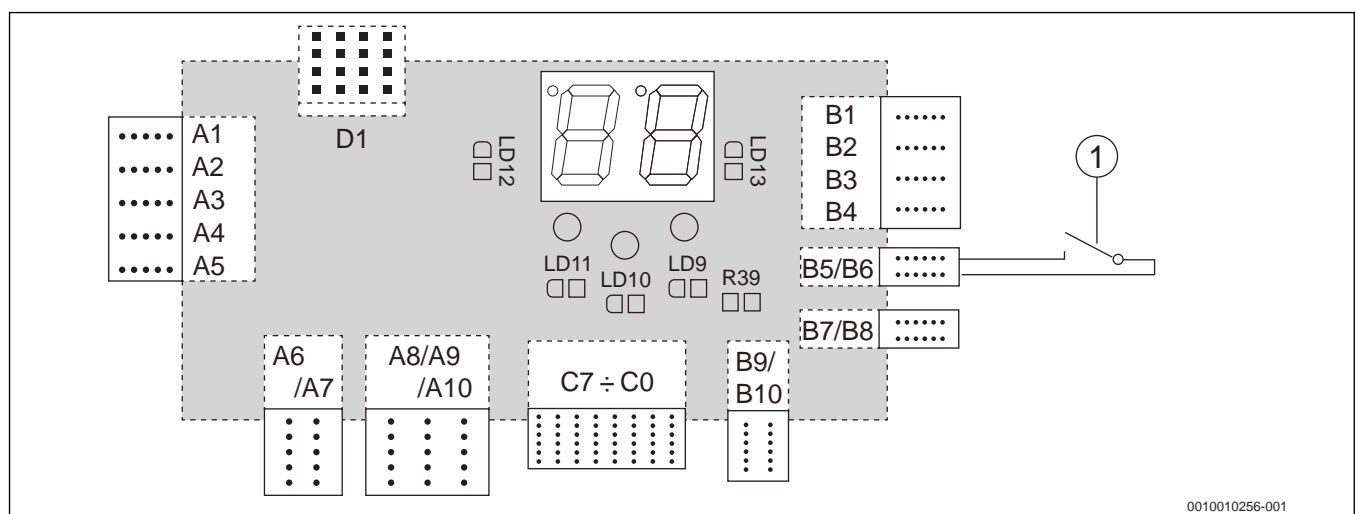 D1
A1
A2
A3
A4
A5
LD12
LD13
LD11
LD10
LD9
R39
B1
B2
B3
B4
B5/B6
B7/B8
1
A6
/A7
A8/A9
/A10
C7 ÷ C0
B9/
B10
0010010256-001